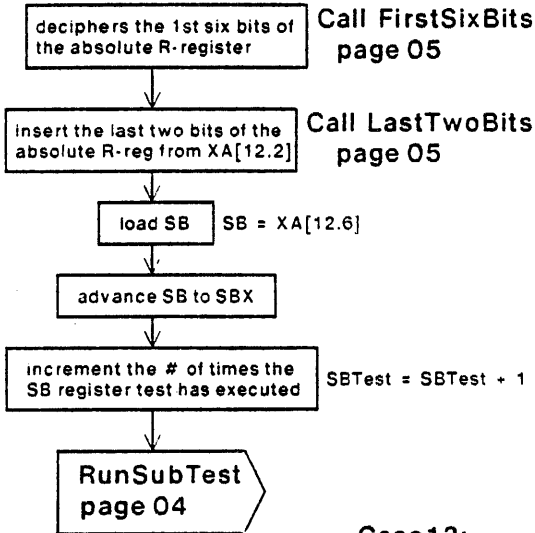 deciphers the 1st six bits of
the absolute R-register
Call FirstSixBits
page 05
insert the last two bits of the
absolute R-reg from XA[12.2]
Call LastTwoBits
page 05
load SB
SB = XA[12.6]
advance SB to SBX
increment the # of times the
SB register test has executed
SBTest = SBTest + 1
RunSubTest
page 04